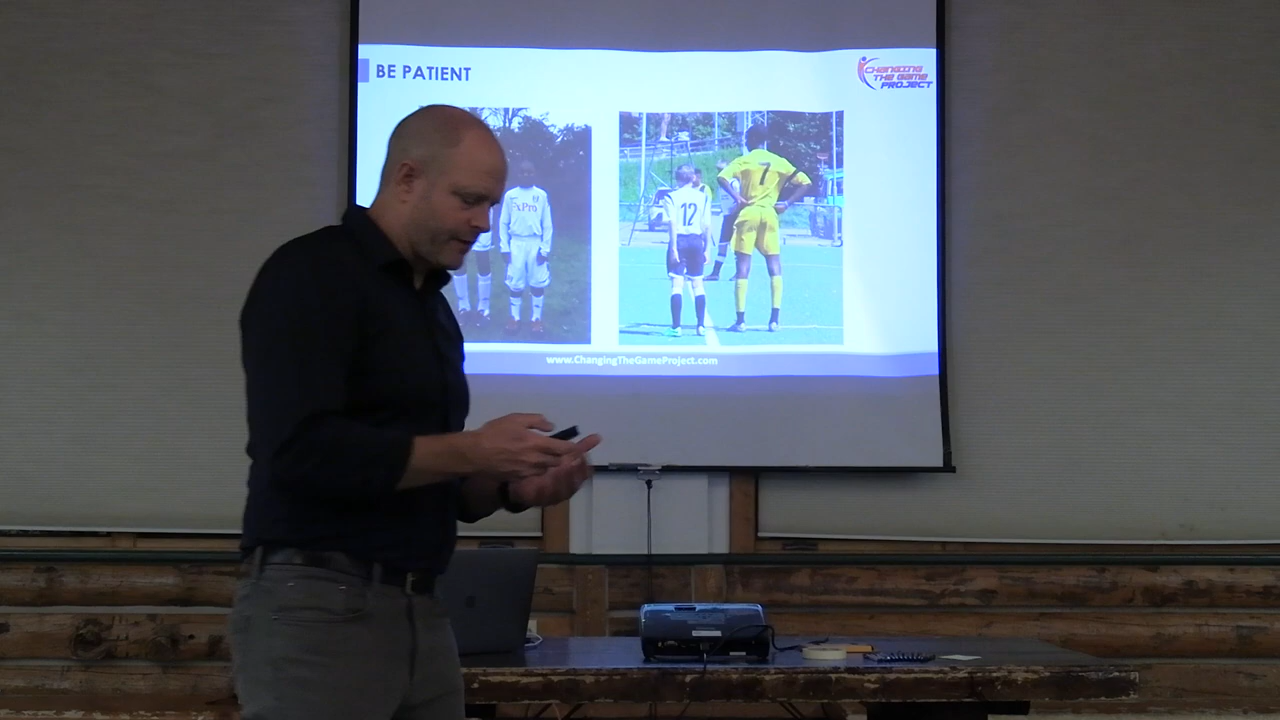 BE PATIENT
CHANGING
THE GAME
PROJECT
xPro
12
7
www.ChangingTheGameProject.com